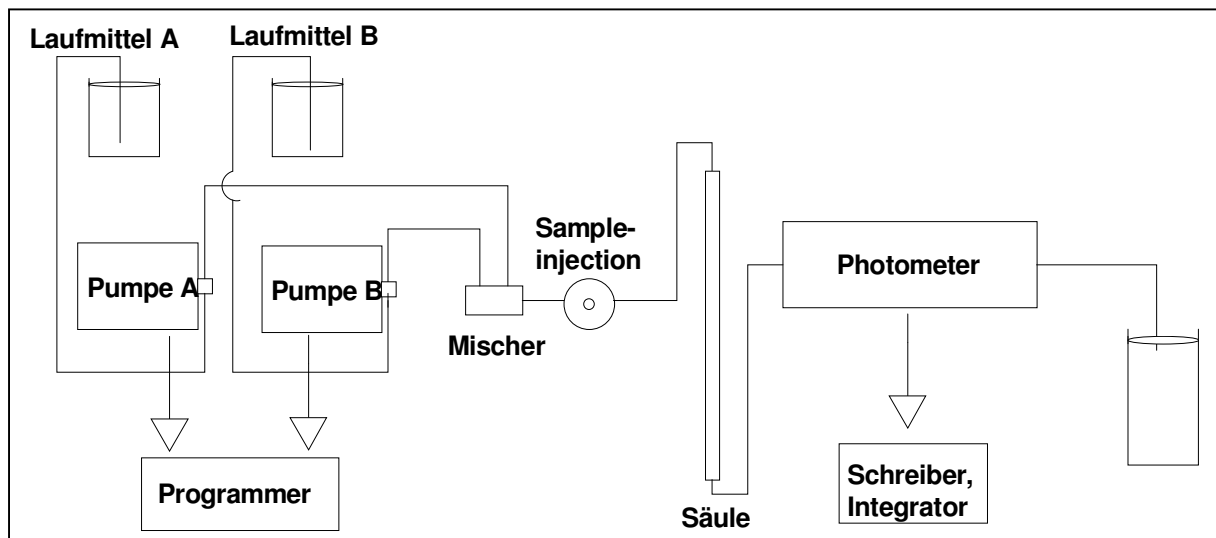 Laufmittel A
Laufmittel B
Pumpe A
Pumpe B
Sample-
injection
Mischer
Photometer
Programmer
Säule
Schreiber,
Integrator